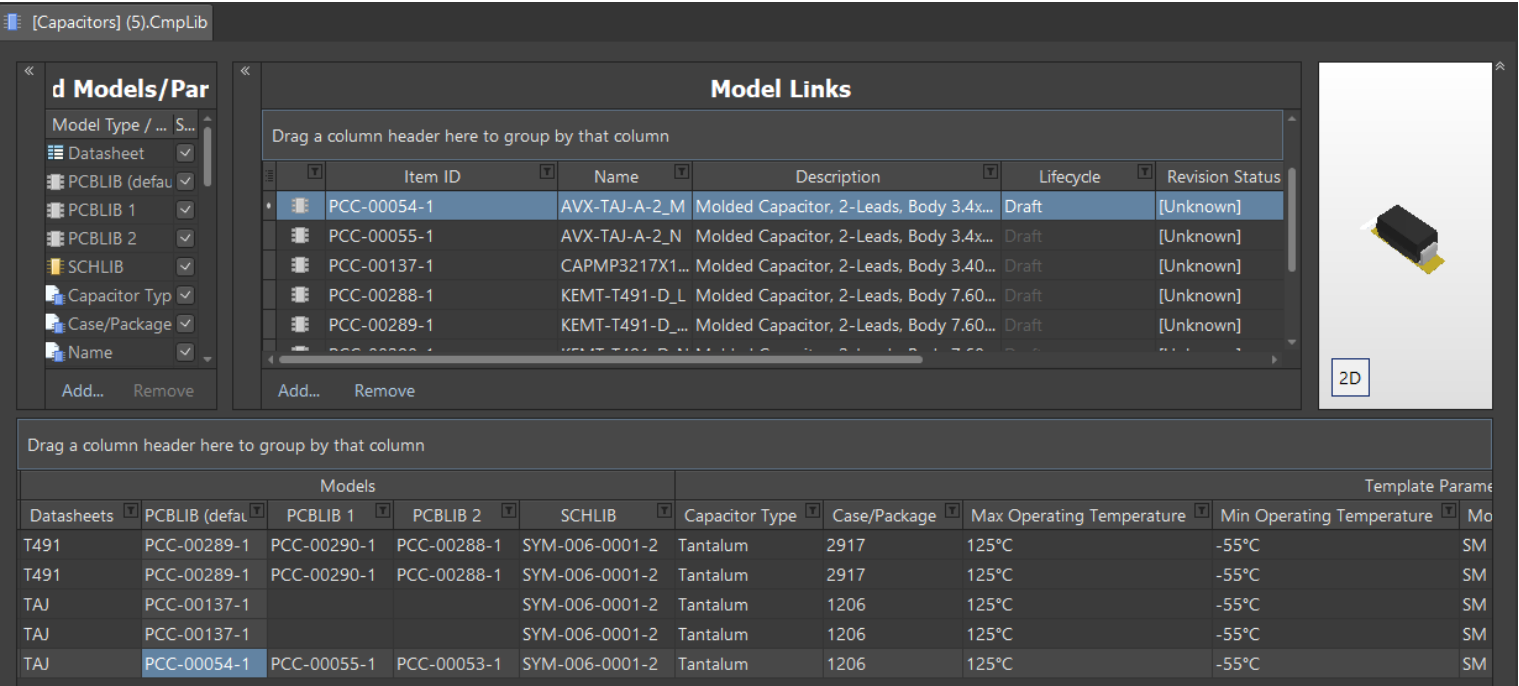 [Capacitors] (5).CmpLib
d Models/Par
Model Type / ... S...
Datasheet
PCBLIB (defau
PCBLIB 1
PCBLIB 2
SCHLIB
Capacitor Typ
Case/Package
Name
Add... Remove
Model Links
Drag a column header here to group by that column
Item ID Name Description Lifecycle Revision Status
PCC-00054-1 AVX-TAJ-A-2_M Molded Capacitor, 2-Leads, Body 3.4x... Draft [Unknown]
PCC-00055-1 AVX-TAJ-A-2_N Molded Capacitor, 2-Leads, Body 3.4x... Draft [Unknown]
PCC-00137-1 CAPMP3217X1... Molded Capacitor, 2-Leads, Body 3.40... Draft [Unknown]
PCC-00288-1 KEMT-T491-D_L Molded Capacitor, 2-Leads, Body 7.60... Draft [Unknown]
PCC-00289-1 KEMT-T491-D_... Molded Capacitor, 2-Leads, Body 7.60... Draft [Unknown]
Add... Remove
2D
Drag a column header here to group by that column
Models Template Parame
Datasheets PCBLIB (defau PCBLIB 1 PCBLIB 2 SCHLIB Capacitor Type Case/Package Max Operating Temperature Min Operating Temperature Mo
T491 PCC-00289-1 PCC-00290-1 PCC-00288-1 SYM-006-0001-2 Tantalum 2917 125°C -55°C SM
T491 PCC-00289-1 PCC-00290-1 PCC-00288-1 SYM-006-0001-2 Tantalum 2917 125°C -55°C SM
TAJ PCC-00137-1 SYM-006-0001-2 Tantalum 1206 125°C -55°C SM
TAJ PCC-00137-1 SYM-006-0001-2 Tantalum 1206 125°C -55°C SM
TAJ PCC-00054-1 PCC-00055-1 PCC-00053-1 SYM-006-0001-2 Tantalum 1206 125°C -55°C SM